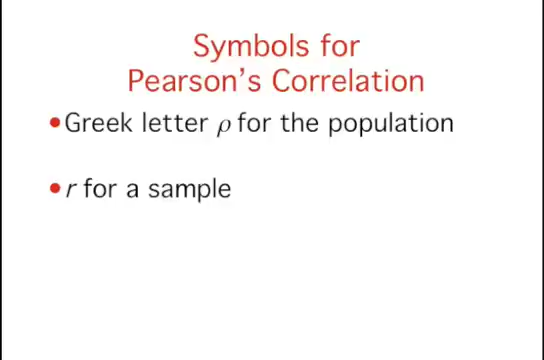 Symbols for
Pearson's Correlation
•Greek letter ρ for the population
•r for a sample